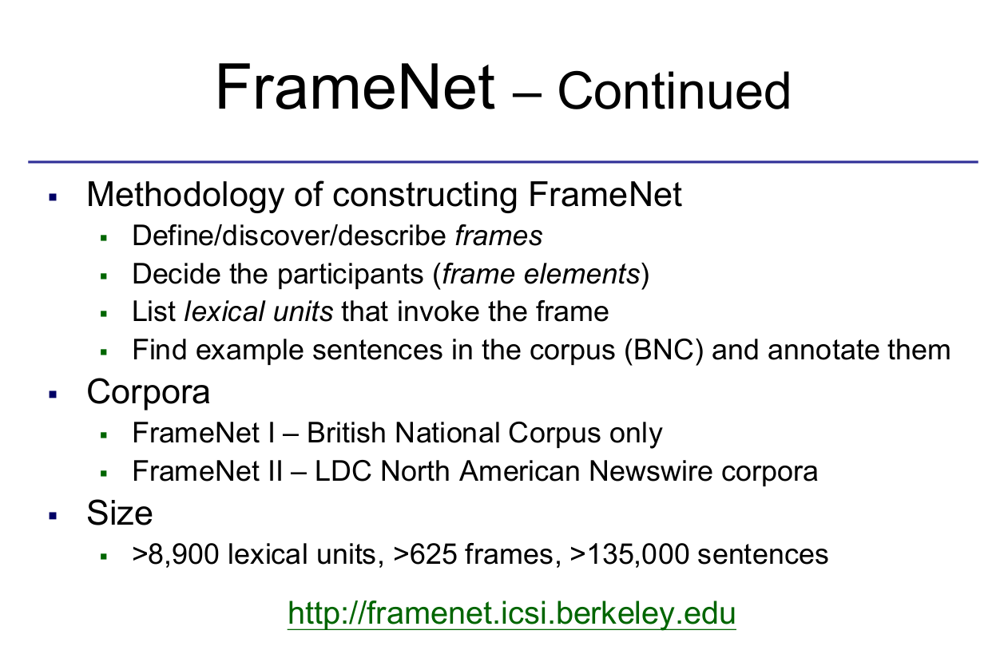 FrameNet – Continued
▪ Methodology of constructing FrameNet
▪ Define/discover/describe frames
▪ Decide the participants (frame elements)
▪ List lexical units that invoke the frame
▪ Find example sentences in the corpus (BNC) and annotate them
▪ Corpora
▪ FrameNet I – British National Corpus only
▪ FrameNet II – LDC North American Newswire corpora
▪ Size
▪ >8,900 lexical units, >625 frames, >135,000 sentences
http://framenet.icsi.berkeley.edu